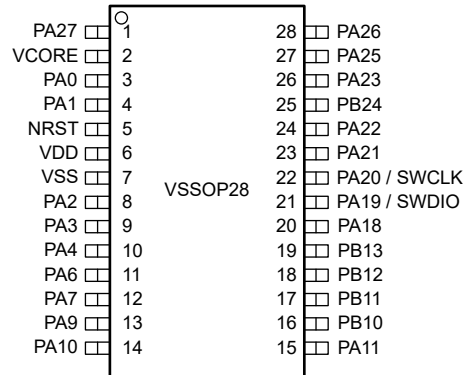 PA27 1 28 PA26
VCORE 2 27 PA25
PA0 3 26 PA23
PA1 4 25 PB24
NRST 5 24 PA22
VDD 6 23 PA21
VSS 7 22 PA20 / SWCLK
VSSOP28
PA2 8 21 PA19 / SWDIO
PA3 9 20 PA18
PA4 10 19 PB13
PA6 11 18 PB12
PA7 12 17 PB11
PA9 13 16 PB10
PA10 14 15 PA11